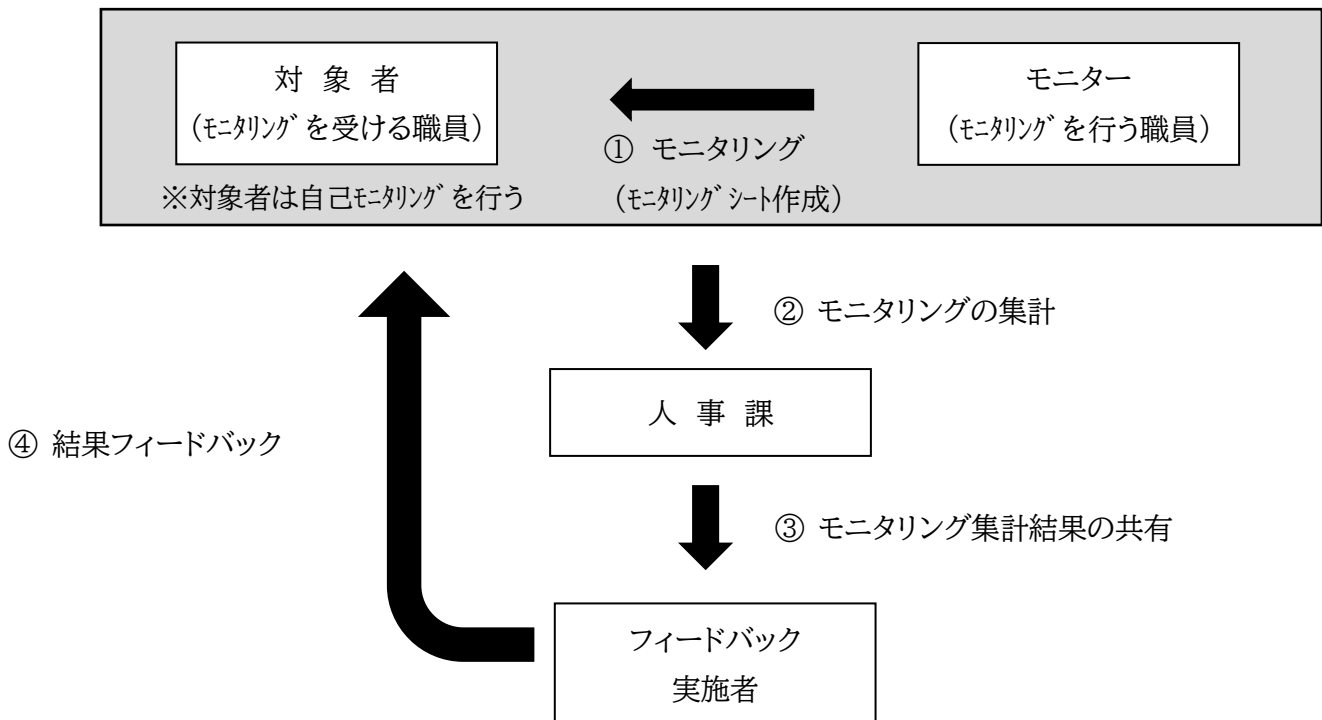 対 象 者
(ﾓﾆﾀﾘﾝｸﾞを受ける職員)
※対象者は自己ﾓﾆﾀﾘﾝｸﾞを行う
モニター
(ﾓﾆﾀﾘﾝｸﾞを行う職員)
① モニタリング
(ﾓﾆﾀﾘﾝｸﾞｼｰﾄ作成)
② モニタリングの集計
人 事 課
③ モニタリング集計結果の共有
④ 結果フィードバック
フィードバック
実施者